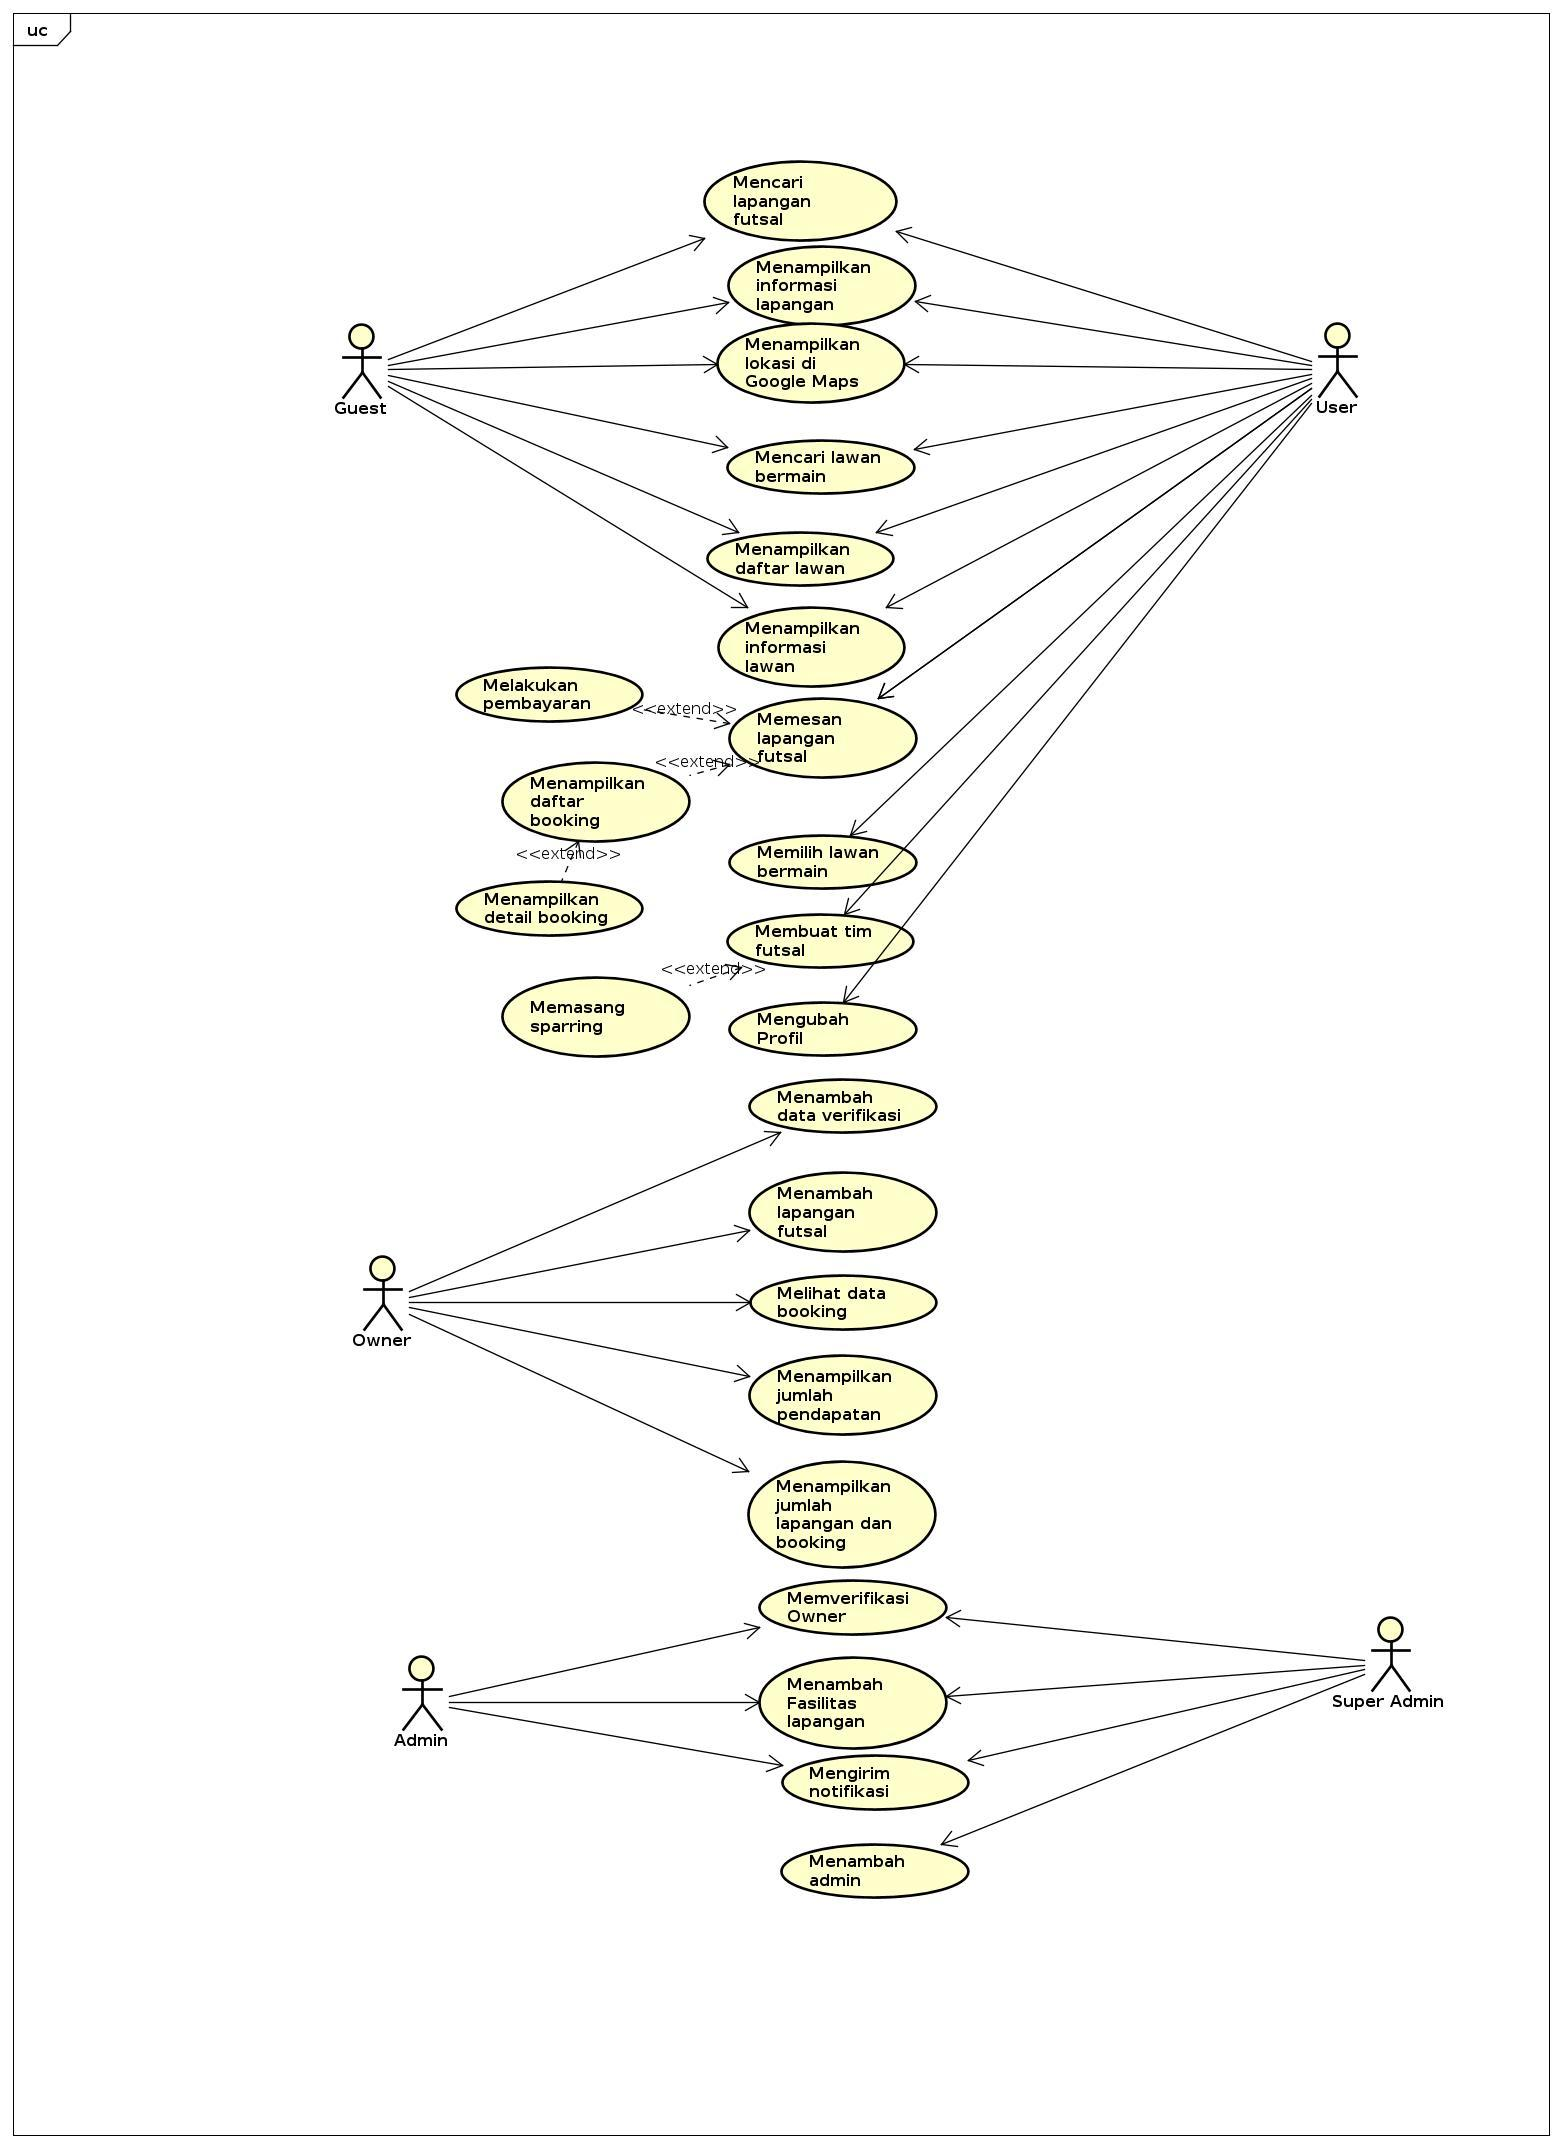 uc
Mencari
lapangan
futsal
Menampilkan
informasi
lapangan
Menampilkan
lokasi di
Google Maps
Guest
User
Mencari lawan
bermain
Menampilkan
daftar lawan
Menampilkan
informasi
lawan
Melakukan
pembayaran
<<extend>>
Memesan
lapangan
futsal
<<extend>>
Menampilkan
daftar
booking
<<extend>>
Memilih lawan
bermain
Menampilkan
detail booking
Membuat tim
futsal
<<extend>>
Memasang
sparring
Mengubah
Profil
Menambah
data verifikasi
Menambah
lapangan
futsal
Melihat data
booking
Owner
Menampilkan
jumlah
pendapatan
Menampilkan
jumlah
lapangan dan
booking
Memverifikasi
Owner
Menambah
Fasilitas
lapangan
Super Admin
Admin
Mengirim
notifikasi
Menambah
admin